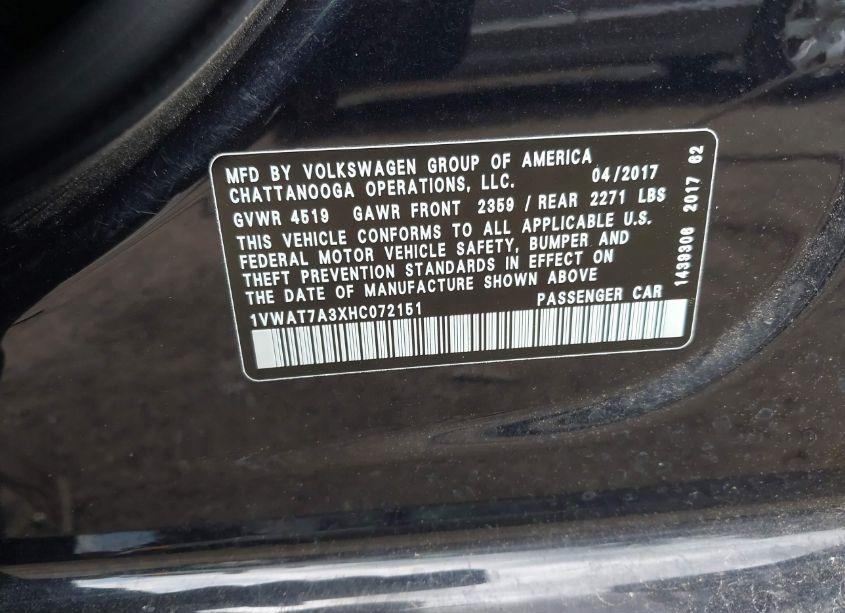 MFD BY VOLKSWAGEN GROUP OF AMERICA
CHATTANOOGA OPERATIONS, LLC. 04/2017
GVWR 4519 GAWR FRONT 2359 / REAR 2271 LBS
THIS VEHICLE CONFORMS TO ALL APPLICABLE U.S.
FEDERAL MOTOR VEHICLE SAFETY, BUMPER AND
THEFT PREVENTION STANDARDS IN EFFECT ON
THE DATE OF MANUFACTURE SHOWN ABOVE
1VWAT7A3XHC072151 PASSENGER CAR
1439306 2017 62